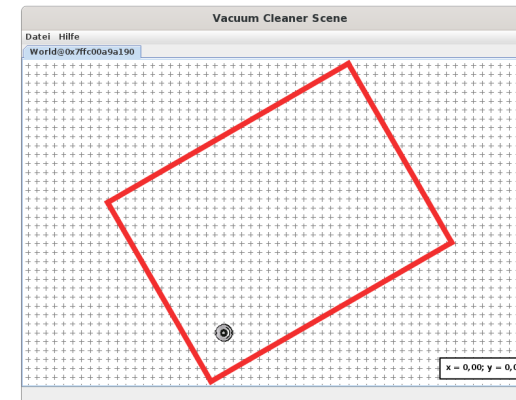 Vacuum Cleaner Scene
Datei Hilfe
World@0x7ffc00a9a190
x = 0,00; y = 0,0